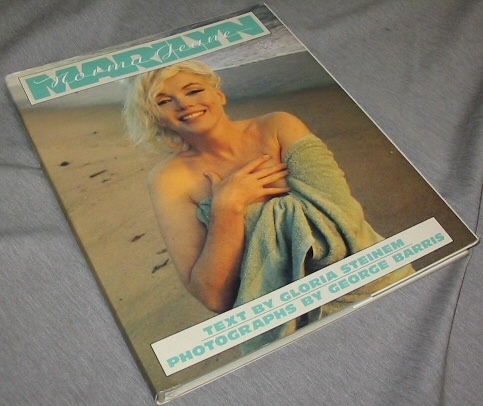 MARILYN
Norma Jeane
TEXT BY GLORIA STEINEM
PHOTOGRAPHS BY GEORGE BARRIS